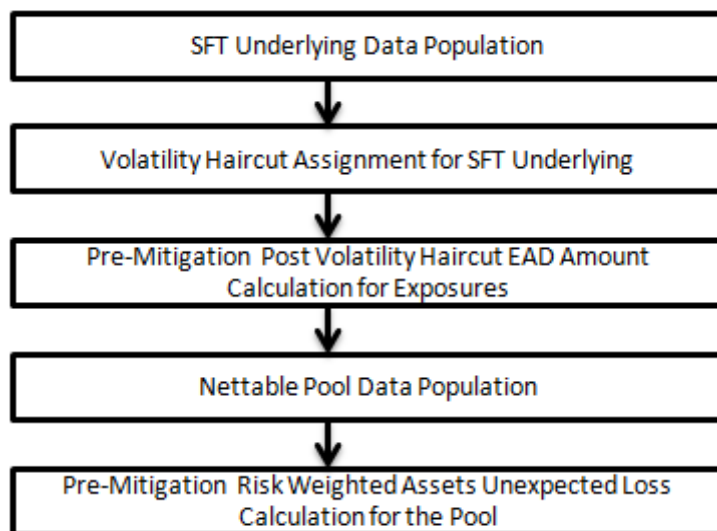 SFT Underlying Data Population
Volatility Haircut Assignment for SFT Underlying
Pre-Mitigation Post Volatility Haircut EAD Amount
Calculation for Exposures
Nettable Pool Data Population
Pre-Mitigation Risk Weighted Assets Unexpected Loss
Calculation for the Pool